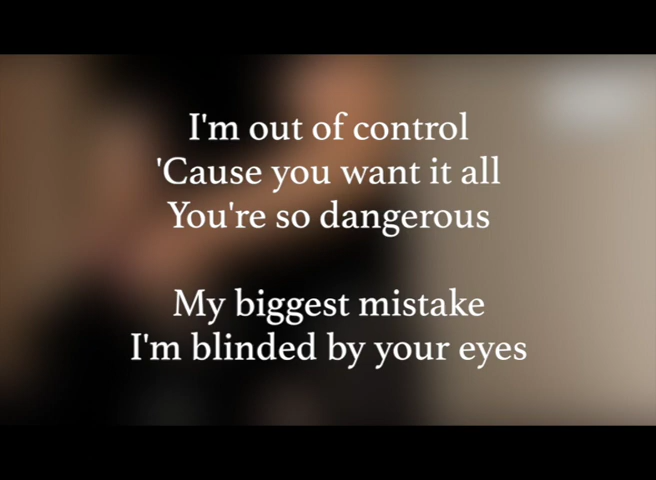 I'm out of control
'Cause you want it all
You're so dangerous
My biggest mistake
I'm blinded by your eyes